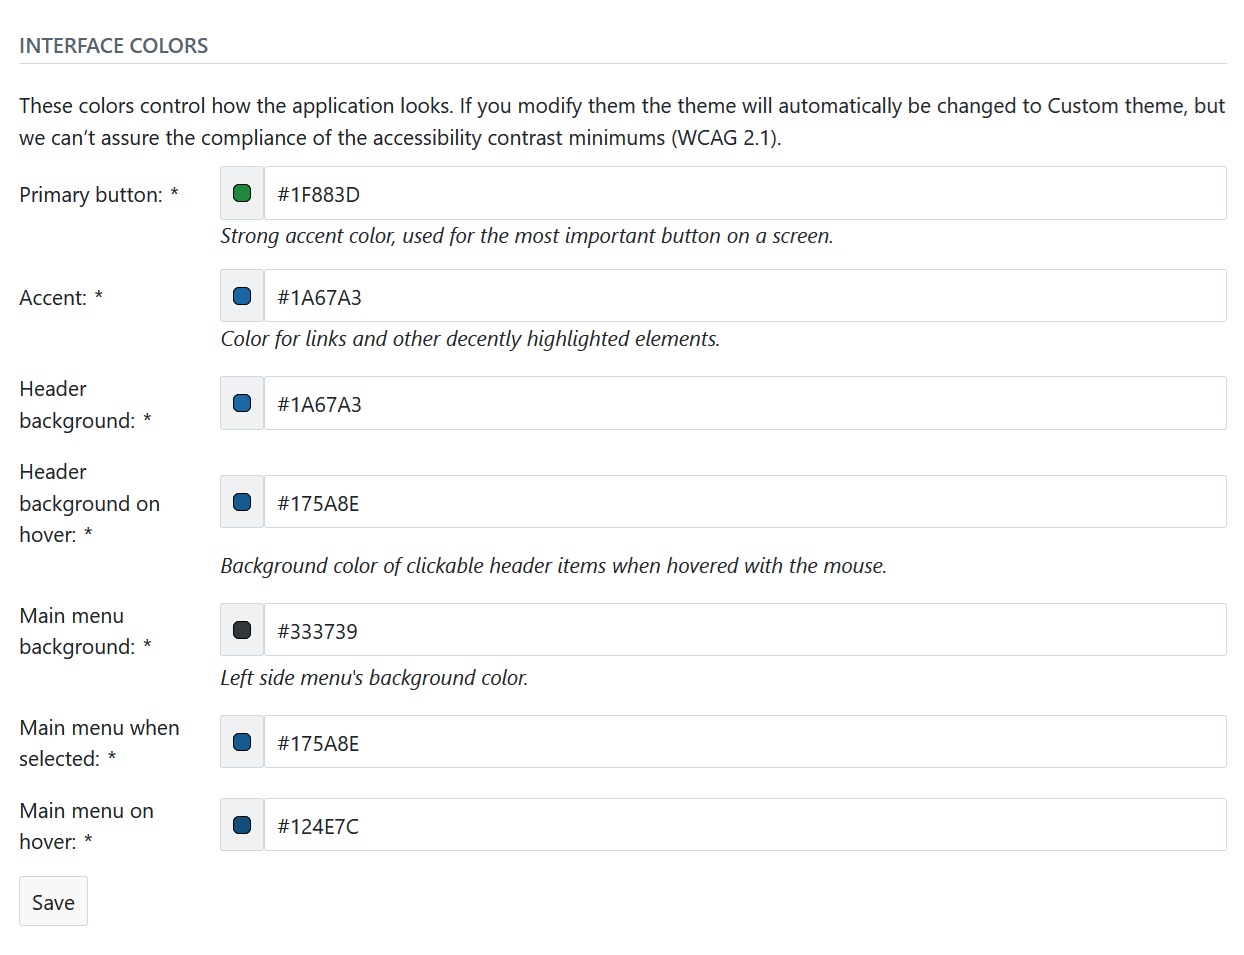 INTERFACE COLORS
These colors control how the application looks. If you modify them the theme will automatically be changed to Custom theme, but
we can’t assure the compliance of the accessibility contrast minimums (WCAG 2.1).
Primary button: *
#1F883D
Strong accent color, used for the most important button on a screen.
Accent: *
#1A67A3
Color for links and other decently highlighted elements.
Header
background: *
#1A67A3
Header
background on
hover: *
#175A8E
Background color of clickable header items when hovered with the mouse.
Main menu
background: *
#333739
Left side menu's background color.
Main menu when
selected: *
#175A8E
Main menu on
hover: *
#124E7C
Save